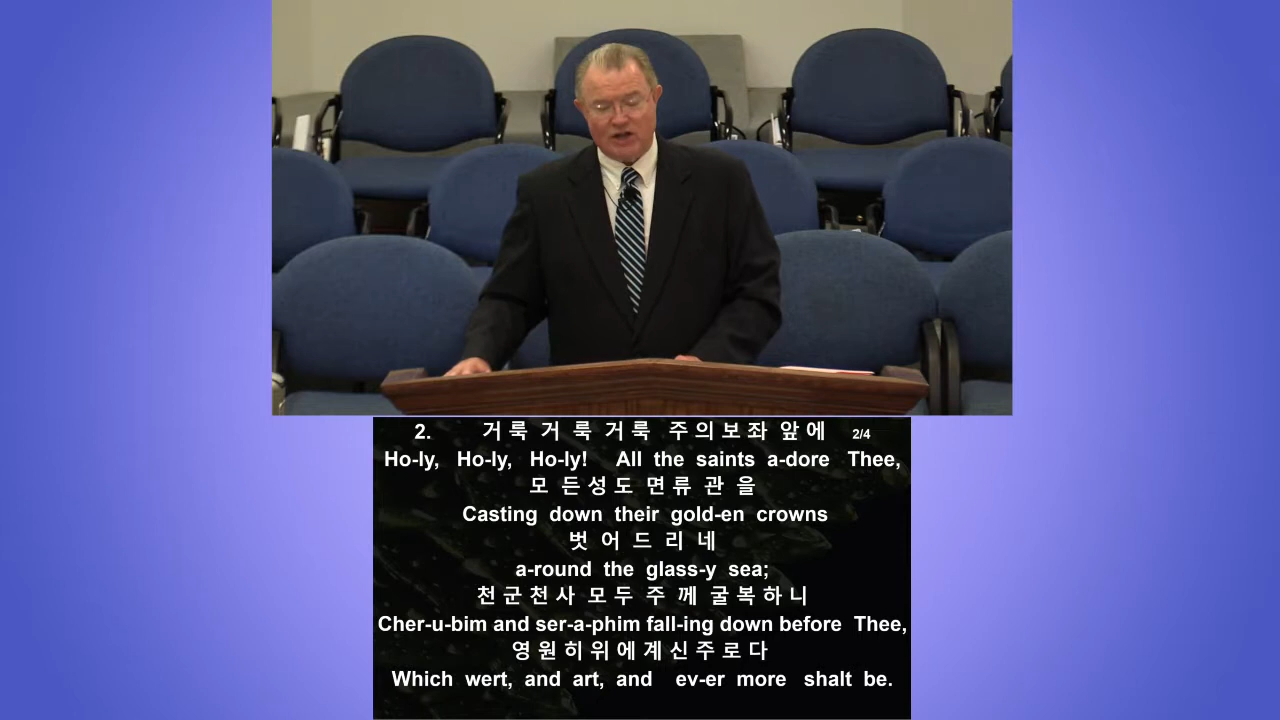 2. 거 룩 거 룩 거 룩 주 의 보 좌 앞 에 2/4
Ho-ly, Ho-ly, Ho-ly! All the saints a-dore Thee,
모 든 성 도 면 류 관 을
Casting down their gold-en crowns
벗 어 드 리 네
a-round the glass-y sea;
천 군 천 사 모 두 주 께 굴 복 하 니
Cher-u-bim and ser-a-phim fall-ing down before Thee,
영 원 히 위 에 계 신 주 로 다
Which wert, and art, and ev-er more shalt be.